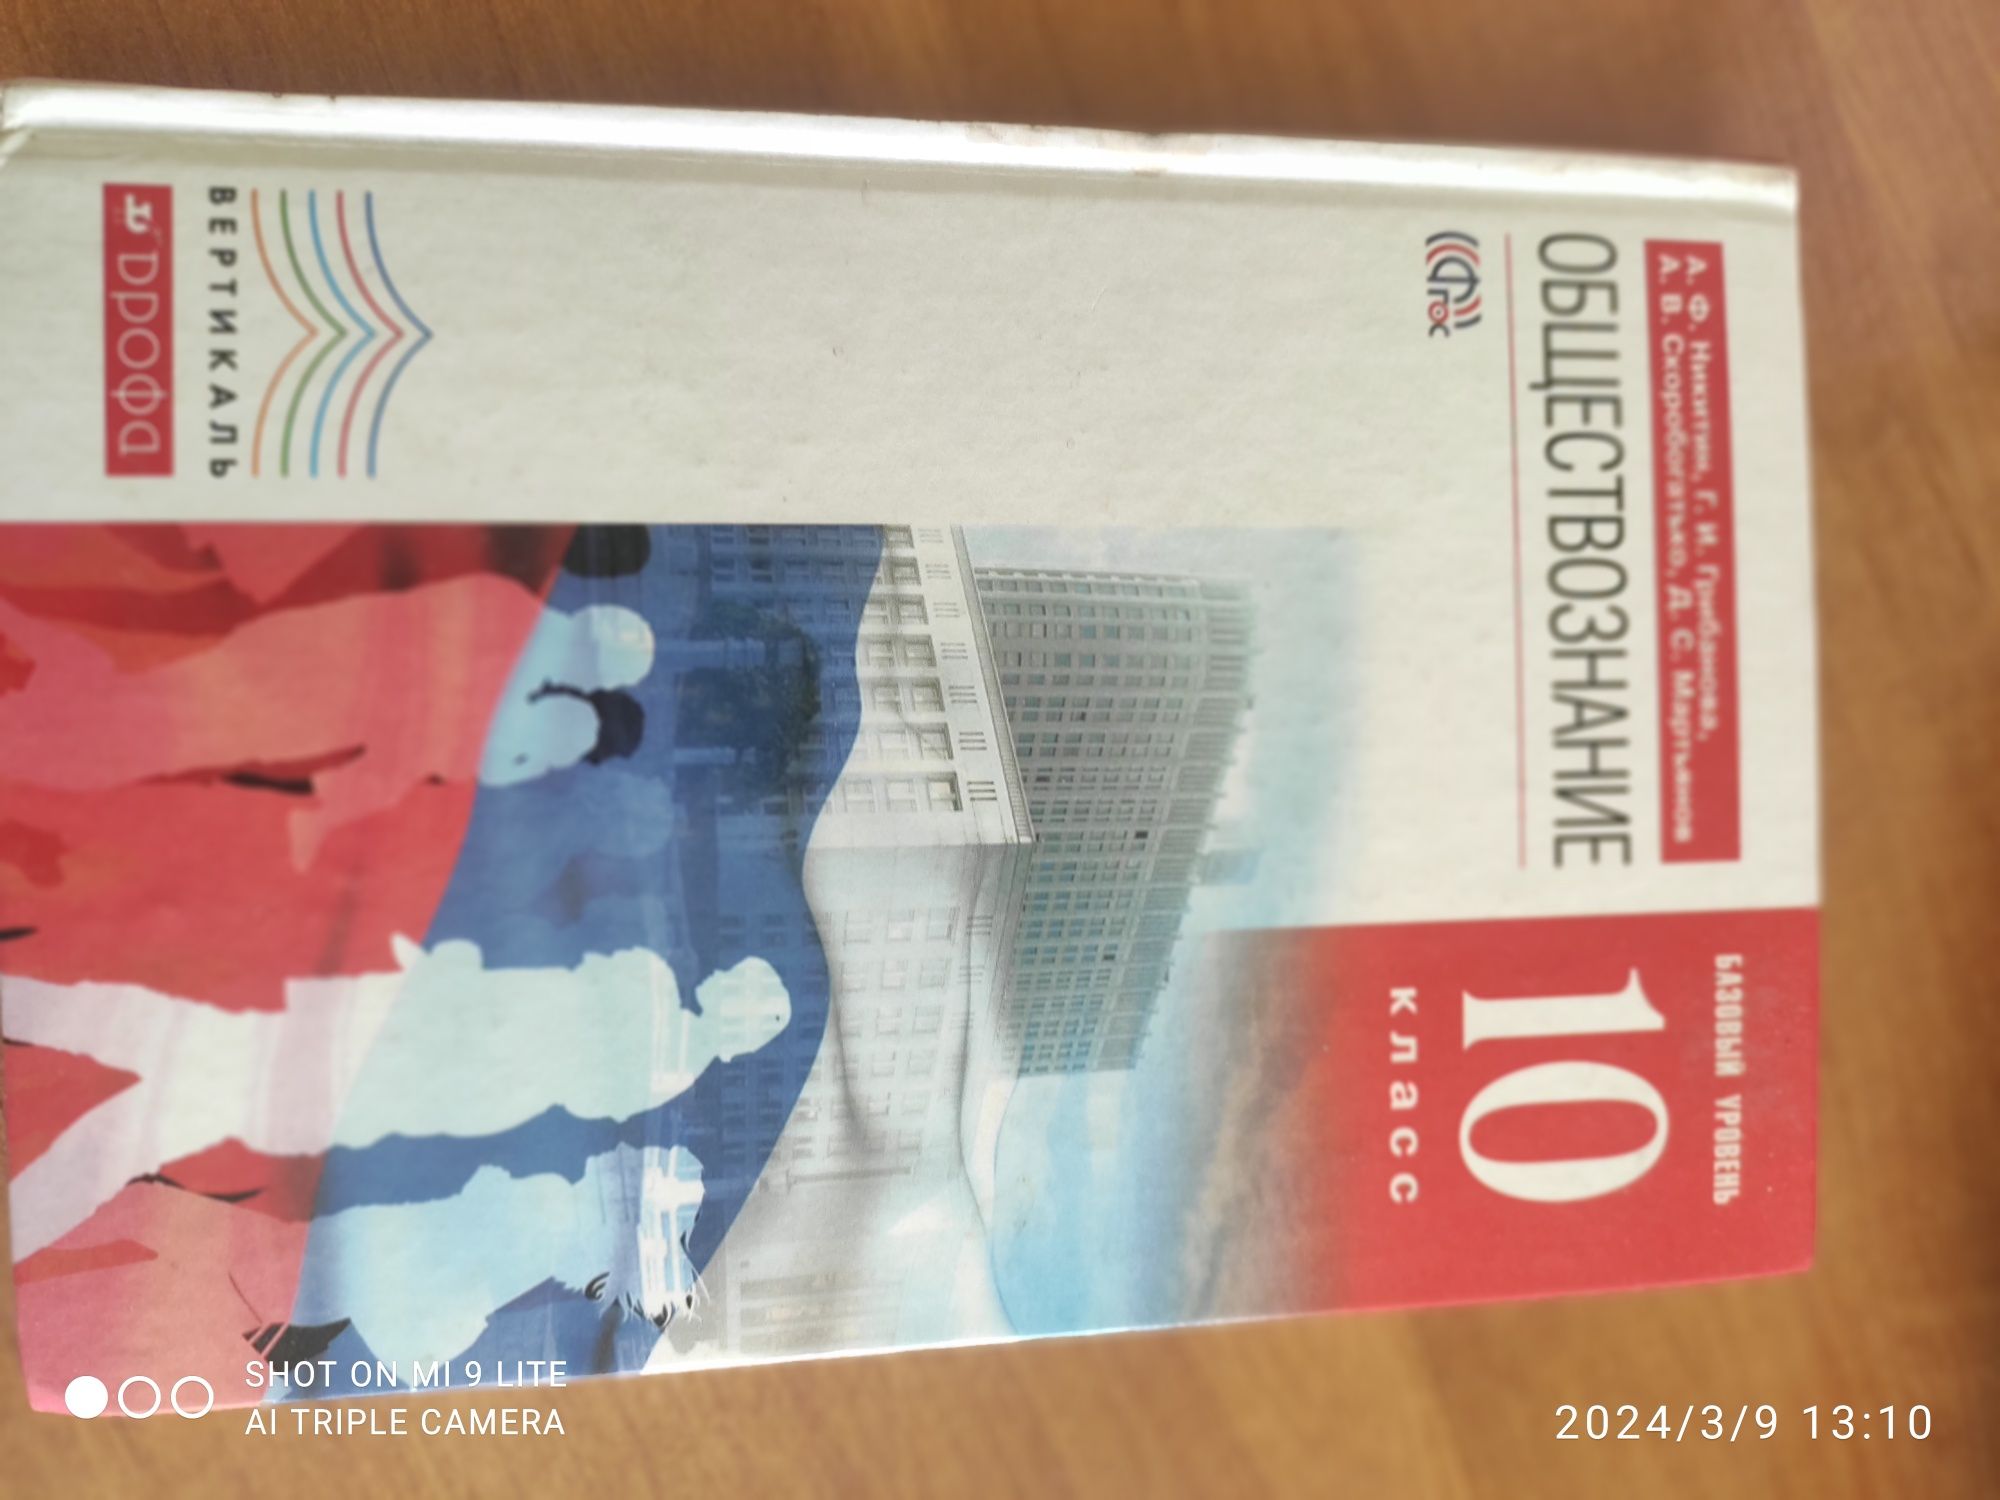 А. Ф. Никитин, Г. И. Грибанова,
А. В. Скоробогатько, Д. С. Мартьянов
ОБЩЕСТВОЗНАНИЕ
ФГОС
БАЗОВЫЙ УРОВЕНЬ
10
класс
ВЕРТИКАЛЬ
ДРОФА
SHOT ON MI 9 LITE
AI TRIPLE CAMERA
2024/3/9 13:10